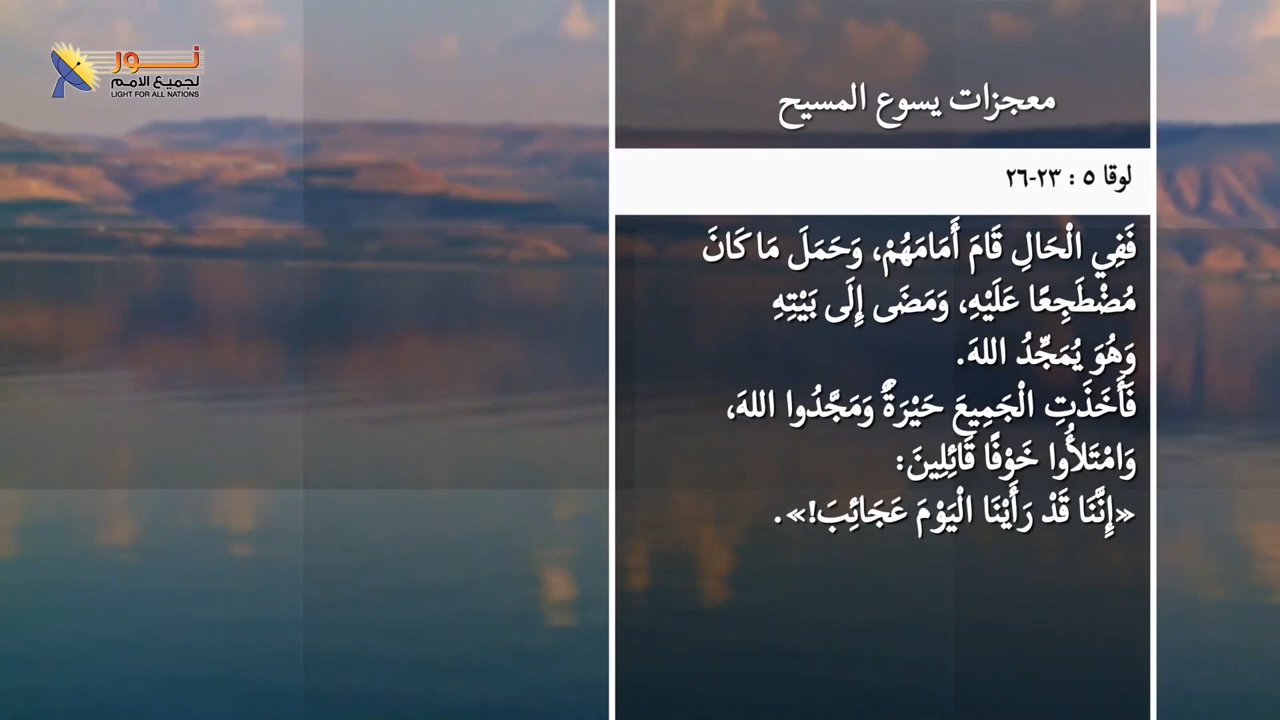 نور
لجميع الامم
LIGHT FOR ALL NATIONS
معجزات يسوع المسيح
لوقا ٥ : ٢٣-٢٦
فَفِي الْحَالِ قَامَ أَمَامَهُمْ، وَحَمَلَ مَا كَانَ
مُضْطَجِعًا عَلَيْهِ، وَمَضَى إِلَى بَيْتِهِ
وَهُوَ يُمَجِّدُ اللهَ.
فَأَخَذَتِ الْجَمِيعَ حَيْرَةٌ وَمَجَّدُوا اللهَ،
وَامْتَلأُوا خَوْفًا قَائِلِينَ:
«إِنَّنَا قَدْ رَأَيْنَا الْيَوْمَ عَجَائِبَ!».